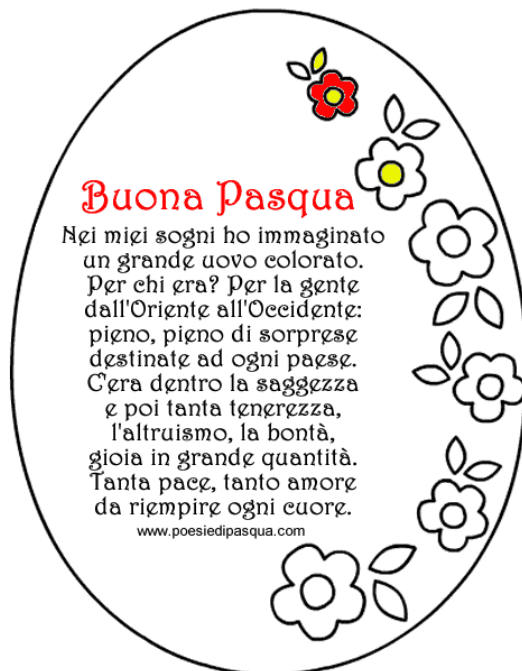 Buona Pasqua
Nei miei sogni ho immaginato
un grande uovo colorato.
Per chi era? Per la gente
dall'Oriente all'Occidente:
pieno, pieno di sorprese
destinate ad ogni paese.
C'era dentro la saggezza
e poi tanta tenerezza,
l'altruismo, la bontà,
gioia in grande quantità.
Tanta pace, tanto amore
da riempire ogni cuore.
www.poesiedipasqua.com